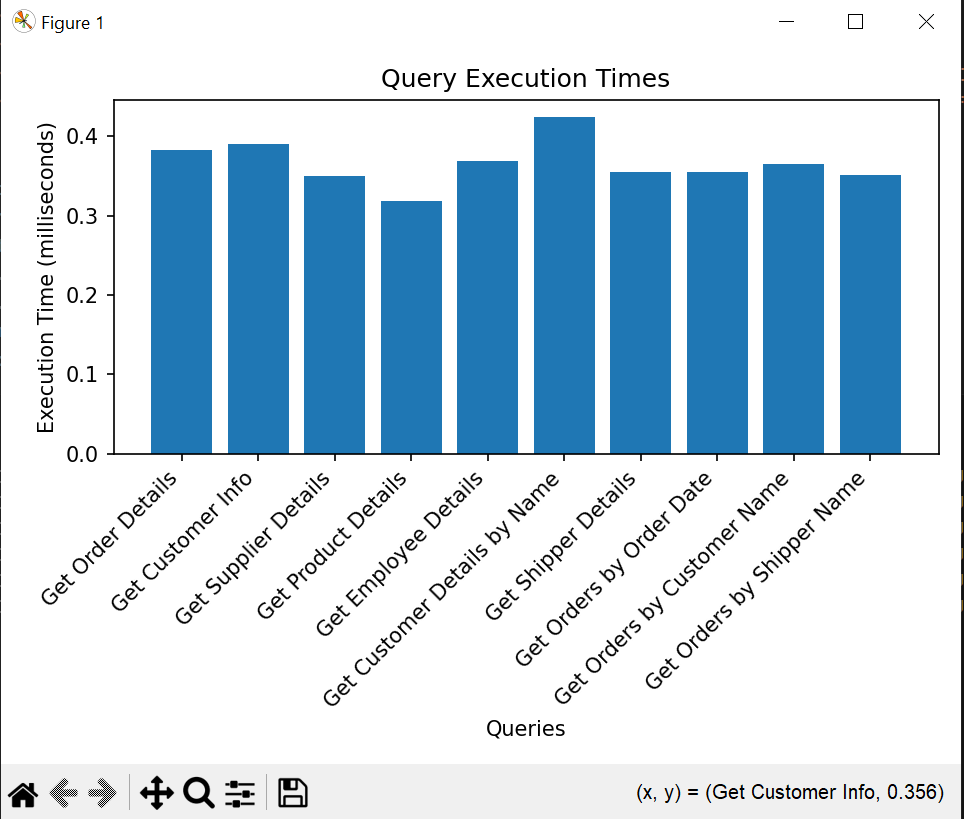 Figure 1
Query Execution Times
Execution Time (milliseconds)
0.4
0.3
0.2
0.1
0.0
Get Order Details
Get Customer Info
Get Supplier Details
Get Product Details
Get Employee Details
Get Customer Details by Name
Get Shipper Details
Get Orders by Order Date
Get Orders by Customer Name
Get Orders by Shipper Name
Queries
(x, y) = (Get Customer Info, 0.356)